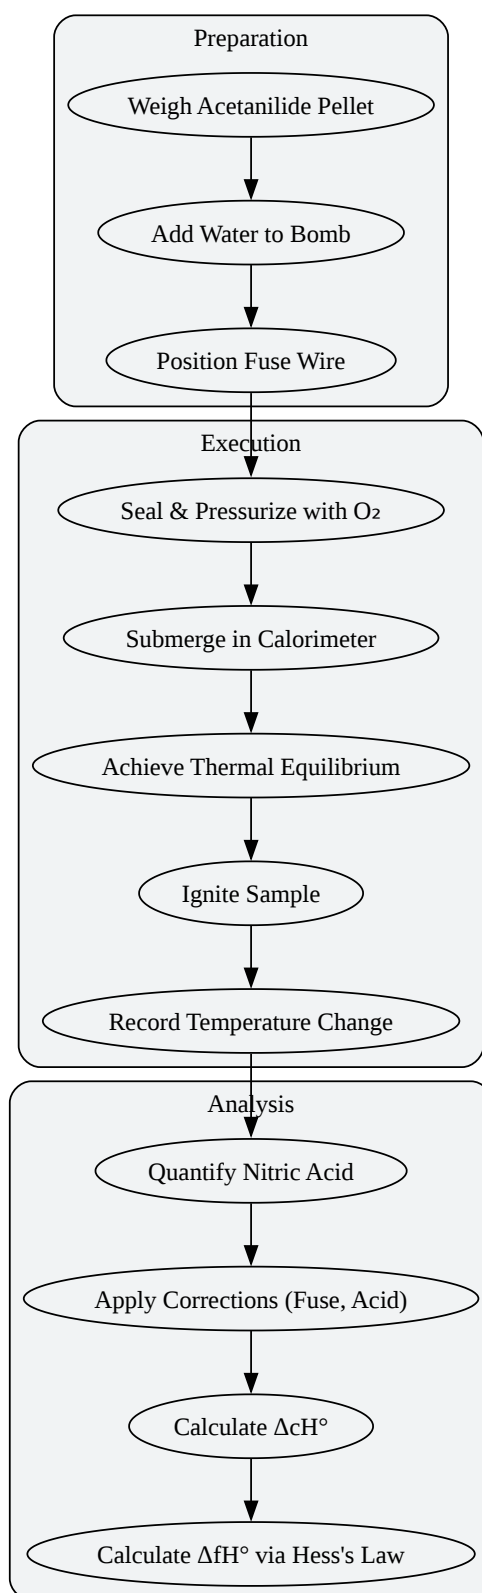 Preparation
Weigh Acetanilide Pellet
Add Water to Bomb
Position Fuse Wire
Execution
Seal & Pressurize with O₂
Submerge in Calorimeter
Achieve Thermal Equilibrium
Ignite Sample
Record Temperature Change
Analysis
Quantify Nitric Acid
Apply Corrections (Fuse, Acid)
Calculate ΔcH°
Calculate ΔfH° via Hess's Law